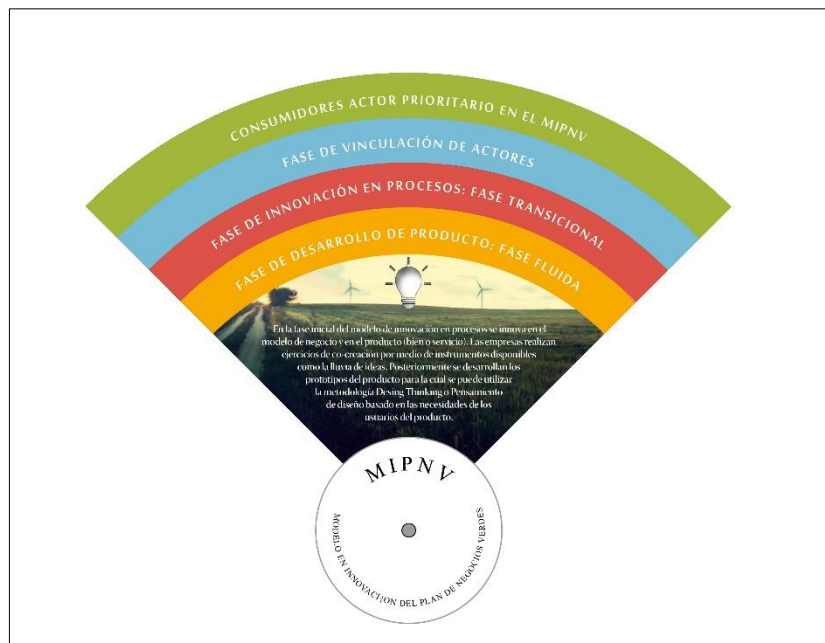 CONSUMIDORES ACTOR PRIORITARIO EN EL MIPNV
FASE DE VINCULACIÓN DE ACTORES
FASE DE INNOVACIÓN EN PROCESOS: FASE TRANSICIONAL
FASE DE DESARROLLO DE PRODUCTO: FASE FLUIDA
En la fase inicial del modelo de innovación en procesos se innova en el
modelo de negocio y en el producto (bien o servicio). Las empresas realizan
ejercicios de co-creación por medio de instrumentos disponibles
como la lluvia de ideas. Posteriormente se desarrollan los
prototipos del producto para la cual se puede utilizar
la metodología Desing Thinking o Pensamiento
de diseño basado en las necesidades de los
usuarios del producto.
MIPNV
MODELO EN INNOVACION DEL PLAN DE NEGOCIOS VERDES